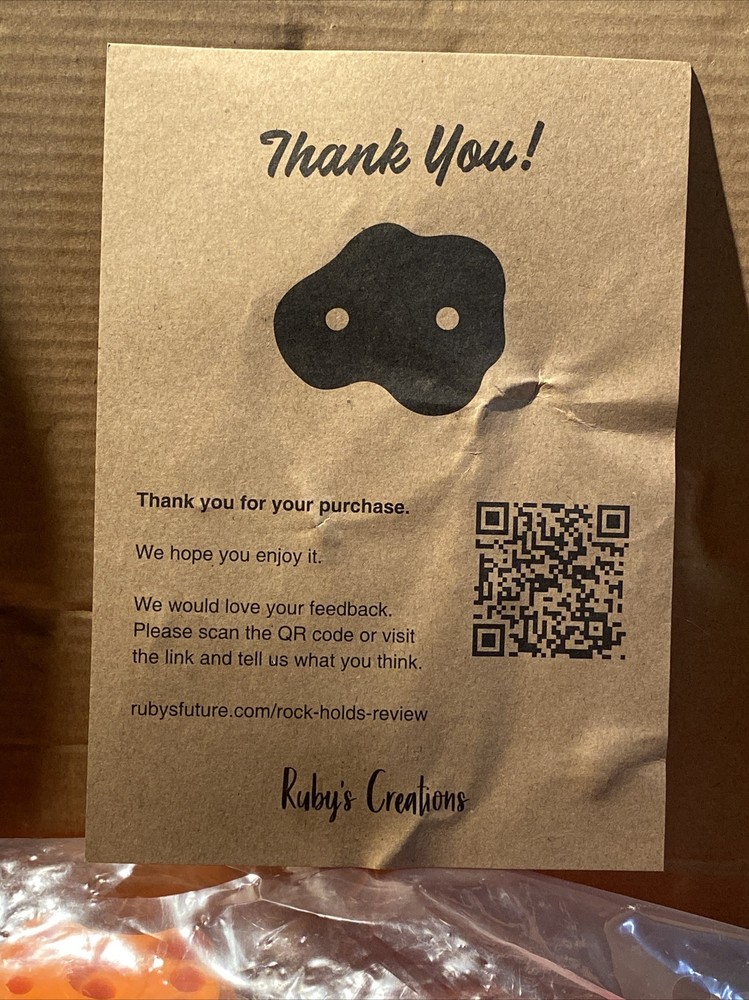 Thank You!
Thank you for your purchase.
We hope you enjoy it.
We would love your feedback.
Please scan the QR code or visit
the link and tell us what you think.
rubysfuture.com/rock-holds-review
Ruby's Creations